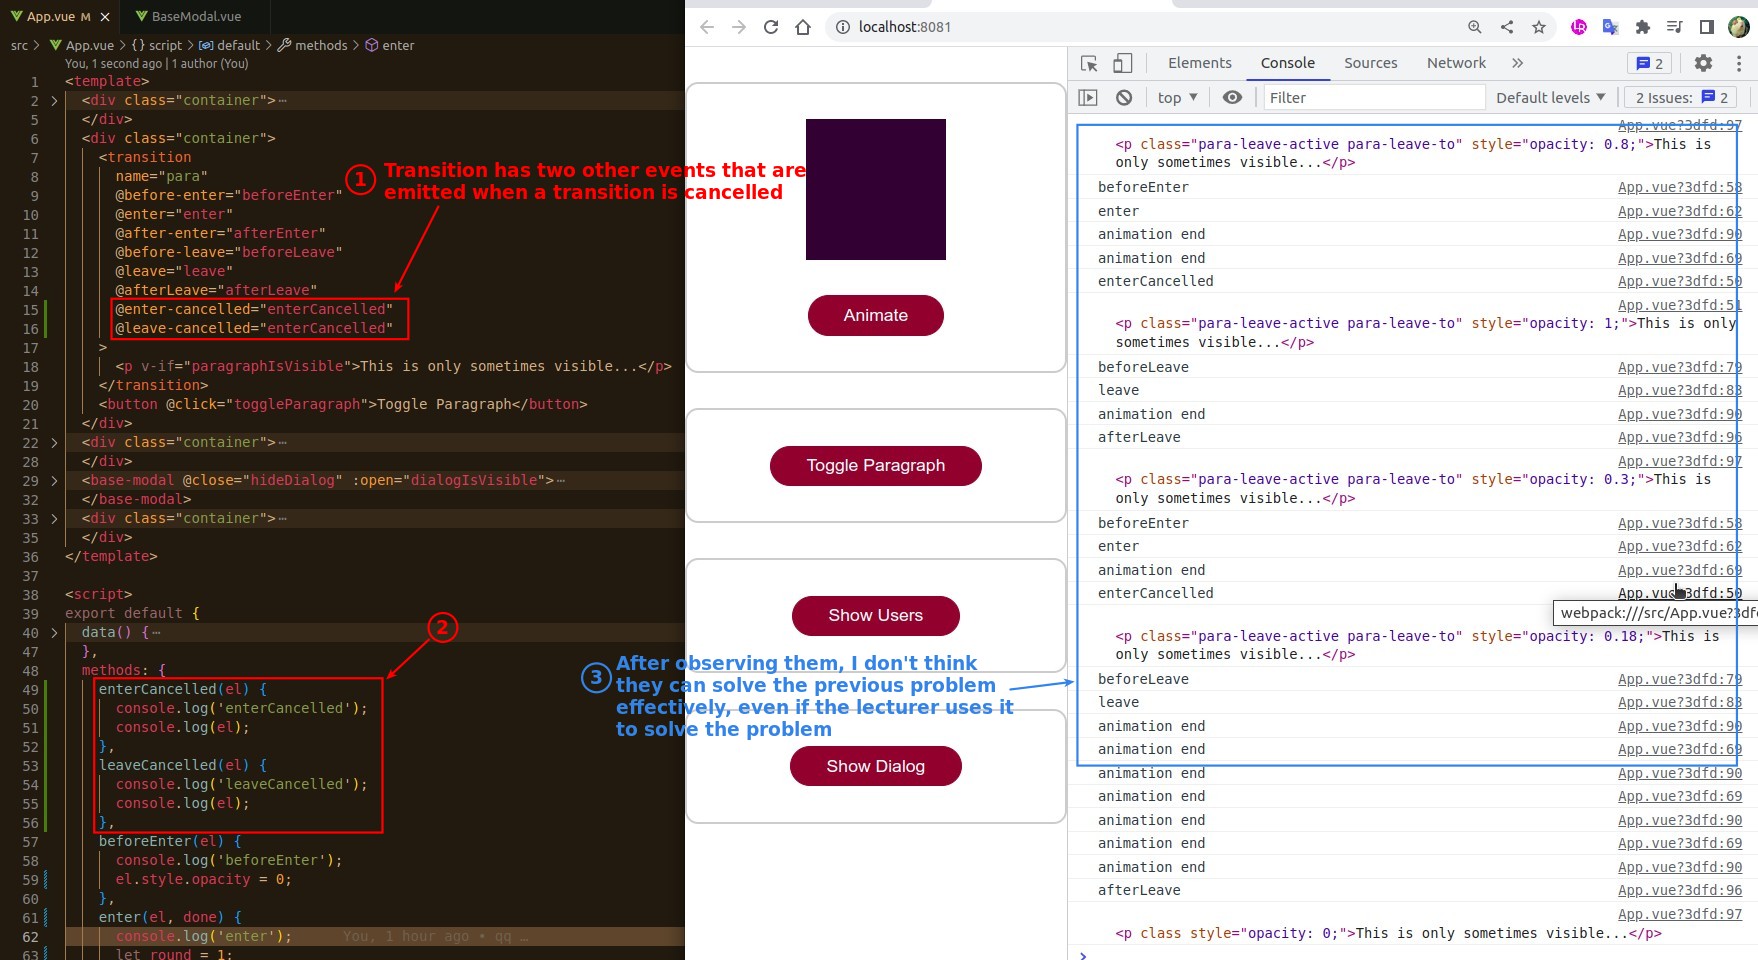 App.vue M
BaseModal.vue
src > App.vue > {} script > default > methods > enter
You, 1 second ago | 1 author (You)
1 <template>
2 <div class="container">⋯
5 </div>
6 <div class="container">
7 <transition
8 name="para"
9 @before-enter="beforeEnter"
10 @enter="enter"
11 @after-enter="afterEnter"
12 @before-leave="beforeLeave"
13 @leave="leave"
14 @afterLeave="afterLeave"
15 @enter-cancelled="enterCancelled"
16 @leave-cancelled="enterCancelled"
17 >
18 <p v-if="paragraphIsVisible">This is only sometimes visible...</p>
19 </transition>
20 <button @click="toggleParagraph">Toggle Paragraph</button>
21 </div>
22 <div class="container">⋯
28 </div>
29 <base-modal @close="hideDialog" :open="dialogIsVisible">⋯
32 </base-modal>
33 <div class="container">⋯
35 </div>
36 </template>
37
38 <script>
39 export default {
40 data() {⋯
47 },
48 methods: {
49 enterCancelled(el) {
50 console.log('enterCancelled');
51 console.log(el);
52 },
53 leaveCancelled(el) {
54 console.log('leaveCancelled');
55 console.log(el);
56 },
57 beforeEnter(el) {
58 console.log('beforeEnter');
59 el.style.opacity = 0;
60 },
61 enter(el, done) {
62 console.log('enter'); You, 1 hour ago • qq …
63 let round = 1;
1 Transition has two other events that are
emitted when a transition is cancelled
2
3 After observing them, I don't think
they can solve the previous problem
effectively, even if the lecturer uses it
to solve the problem
localhost:8081
Animate
Toggle Paragraph
Show Users
Show Dialog
Elements Console Sources Network » 2
top ▼ Filter Default levels ▼ 2 Issues: 2
App.vue?3dfd:97
<p class="para-leave-active para-leave-to" style="opacity: 0.8;">This is
only sometimes visible...</p>
beforeEnter App.vue?3dfd:58
enter App.vue?3dfd:62
animation end App.vue?3dfd:90
animation end App.vue?3dfd:69
enterCancelled App.vue?3dfd:50
App.vue?3dfd:51
<p class="para-leave-active para-leave-to" style="opacity: 1;">This is only
sometimes visible...</p>
beforeLeave App.vue?3dfd:79
leave App.vue?3dfd:83
animation end App.vue?3dfd:90
afterLeave App.vue?3dfd:96
App.vue?3dfd:97
<p class="para-leave-active para-leave-to" style="opacity: 0.3;">This is
only sometimes visible...</p>
beforeEnter App.vue?3dfd:58
enter App.vue?3dfd:62
animation end App.vue?3dfd:69
enterCancelled App.vue?3dfd:50
webpack:///src/App.vue?3df
<p class="para-leave-active para-leave-to" style="opacity: 0.18;">This is
only sometimes visible...</p>
beforeLeave App.vue?3dfd:79
leave App.vue?3dfd:83
animation end App.vue?3dfd:90
animation end App.vue?3dfd:69
animation end App.vue?3dfd:90
animation end App.vue?3dfd:69
animation end App.vue?3dfd:90
animation end App.vue?3dfd:69
animation end App.vue?3dfd:90
afterLeave App.vue?3dfd:96
App.vue?3dfd:97
<p class style="opacity: 0;">This is only sometimes visible...</p>
>